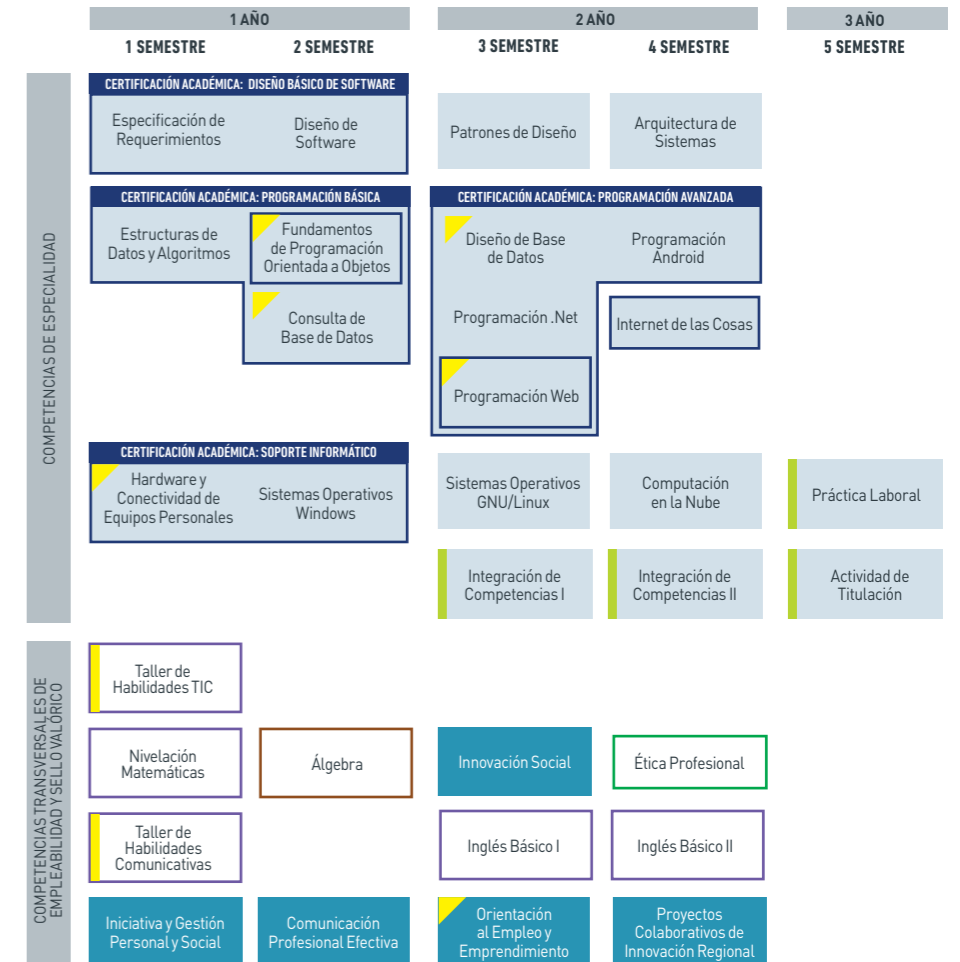 1 AÑO
2 AÑO
3 AÑO
1 SEMESTRE
2 SEMESTRE
3 SEMESTRE
4 SEMESTRE
5 SEMESTRE
COMPETENCIAS DE ESPECIALIDAD
CERTIFICACIÓN ACADÉMICA: DISEÑO BÁSICO DE SOFTWARE
Especificación de
Requerimientos
Diseño de
Software
Patrones de Diseño
Arquitectura de
Sistemas
CERTIFICACIÓN ACADÉMICA: PROGRAMACIÓN BÁSICA
Estructuras de
Datos y Algoritmos
Fundamentos
de Programación
Orientada a Objetos
Consulta de
Base de Datos
CERTIFICACIÓN ACADÉMICA: PROGRAMACIÓN AVANZADA
Diseño de Base
de Datos
Programación
Android
Programación .Net
Internet de las Cosas
Programación Web
CERTIFICACIÓN ACADÉMICA: SOPORTE INFORMÁTICO
Hardware y
Conectividad de
Equipos Personales
Sistemas Operativos
Windows
Sistemas Operativos
GNU/Linux
Computación
en la Nube
Práctica Laboral
Integración de
Competencias I
Integración de
Competencias II
Actividad de
Titulación
COMPETENCIAS TRANSVERSALES DE
EMPLEABILIDAD Y SELLO VALÓRICO
Taller de
Habilidades TIC
Nivelación
Matemáticas
Álgebra
Innovación Social
Ética Profesional
Taller de
Habilidades
Comunicativas
Inglés Básico I
Inglés Básico II
Iniciativa y Gestión
Personal y Social
Comunicación
Profesional Efectiva
Orientación
al Empleo y
Emprendimiento
Proyectos
Colaborativos de
Innovación Regional